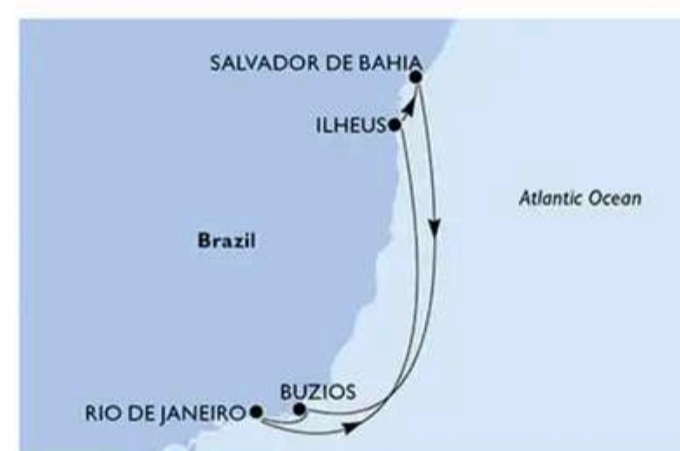 SALVADOR DE BAHIA
ILHEUS
Atlantic Ocean
Brazil
BUZIOS
RIO DE JANEIRO